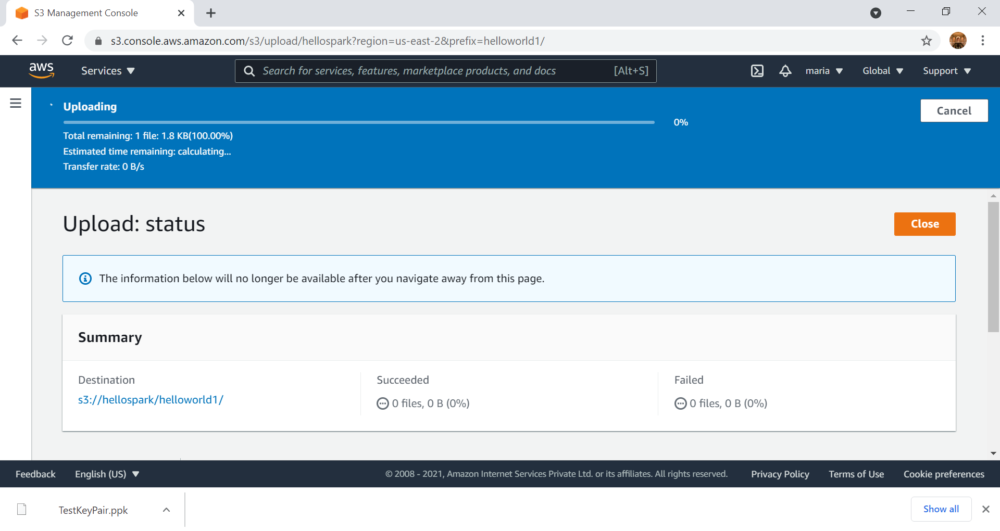 S3 Management Console
s3.console.aws.amazon.com/s3/upload/hellospark?region=us-east-2&prefix=helloworld1/
aws
Services
Search for services, features, marketplace products, and docs
[Alt+S]
maria
Global
Support
Uploading
Cancel
0%
Total remaining: 1 file: 1.8 KB(100.00%)
Estimated time remaining: calculating...
Transfer rate: 0 B/s
Upload: status
Close
The information below will no longer be available after you navigate away from this page.
Summary
Destination
s3://hellospark/helloworld1/
Succeeded
0 files, 0 B (0%)
Failed
0 files, 0 B (0%)
Feedback
English (US)
© 2008 - 2021, Amazon Internet Services Private Ltd. or its affiliates. All rights reserved.
Privacy Policy
Terms of Use
Cookie preferences
TestKeyPair.ppk
Show all